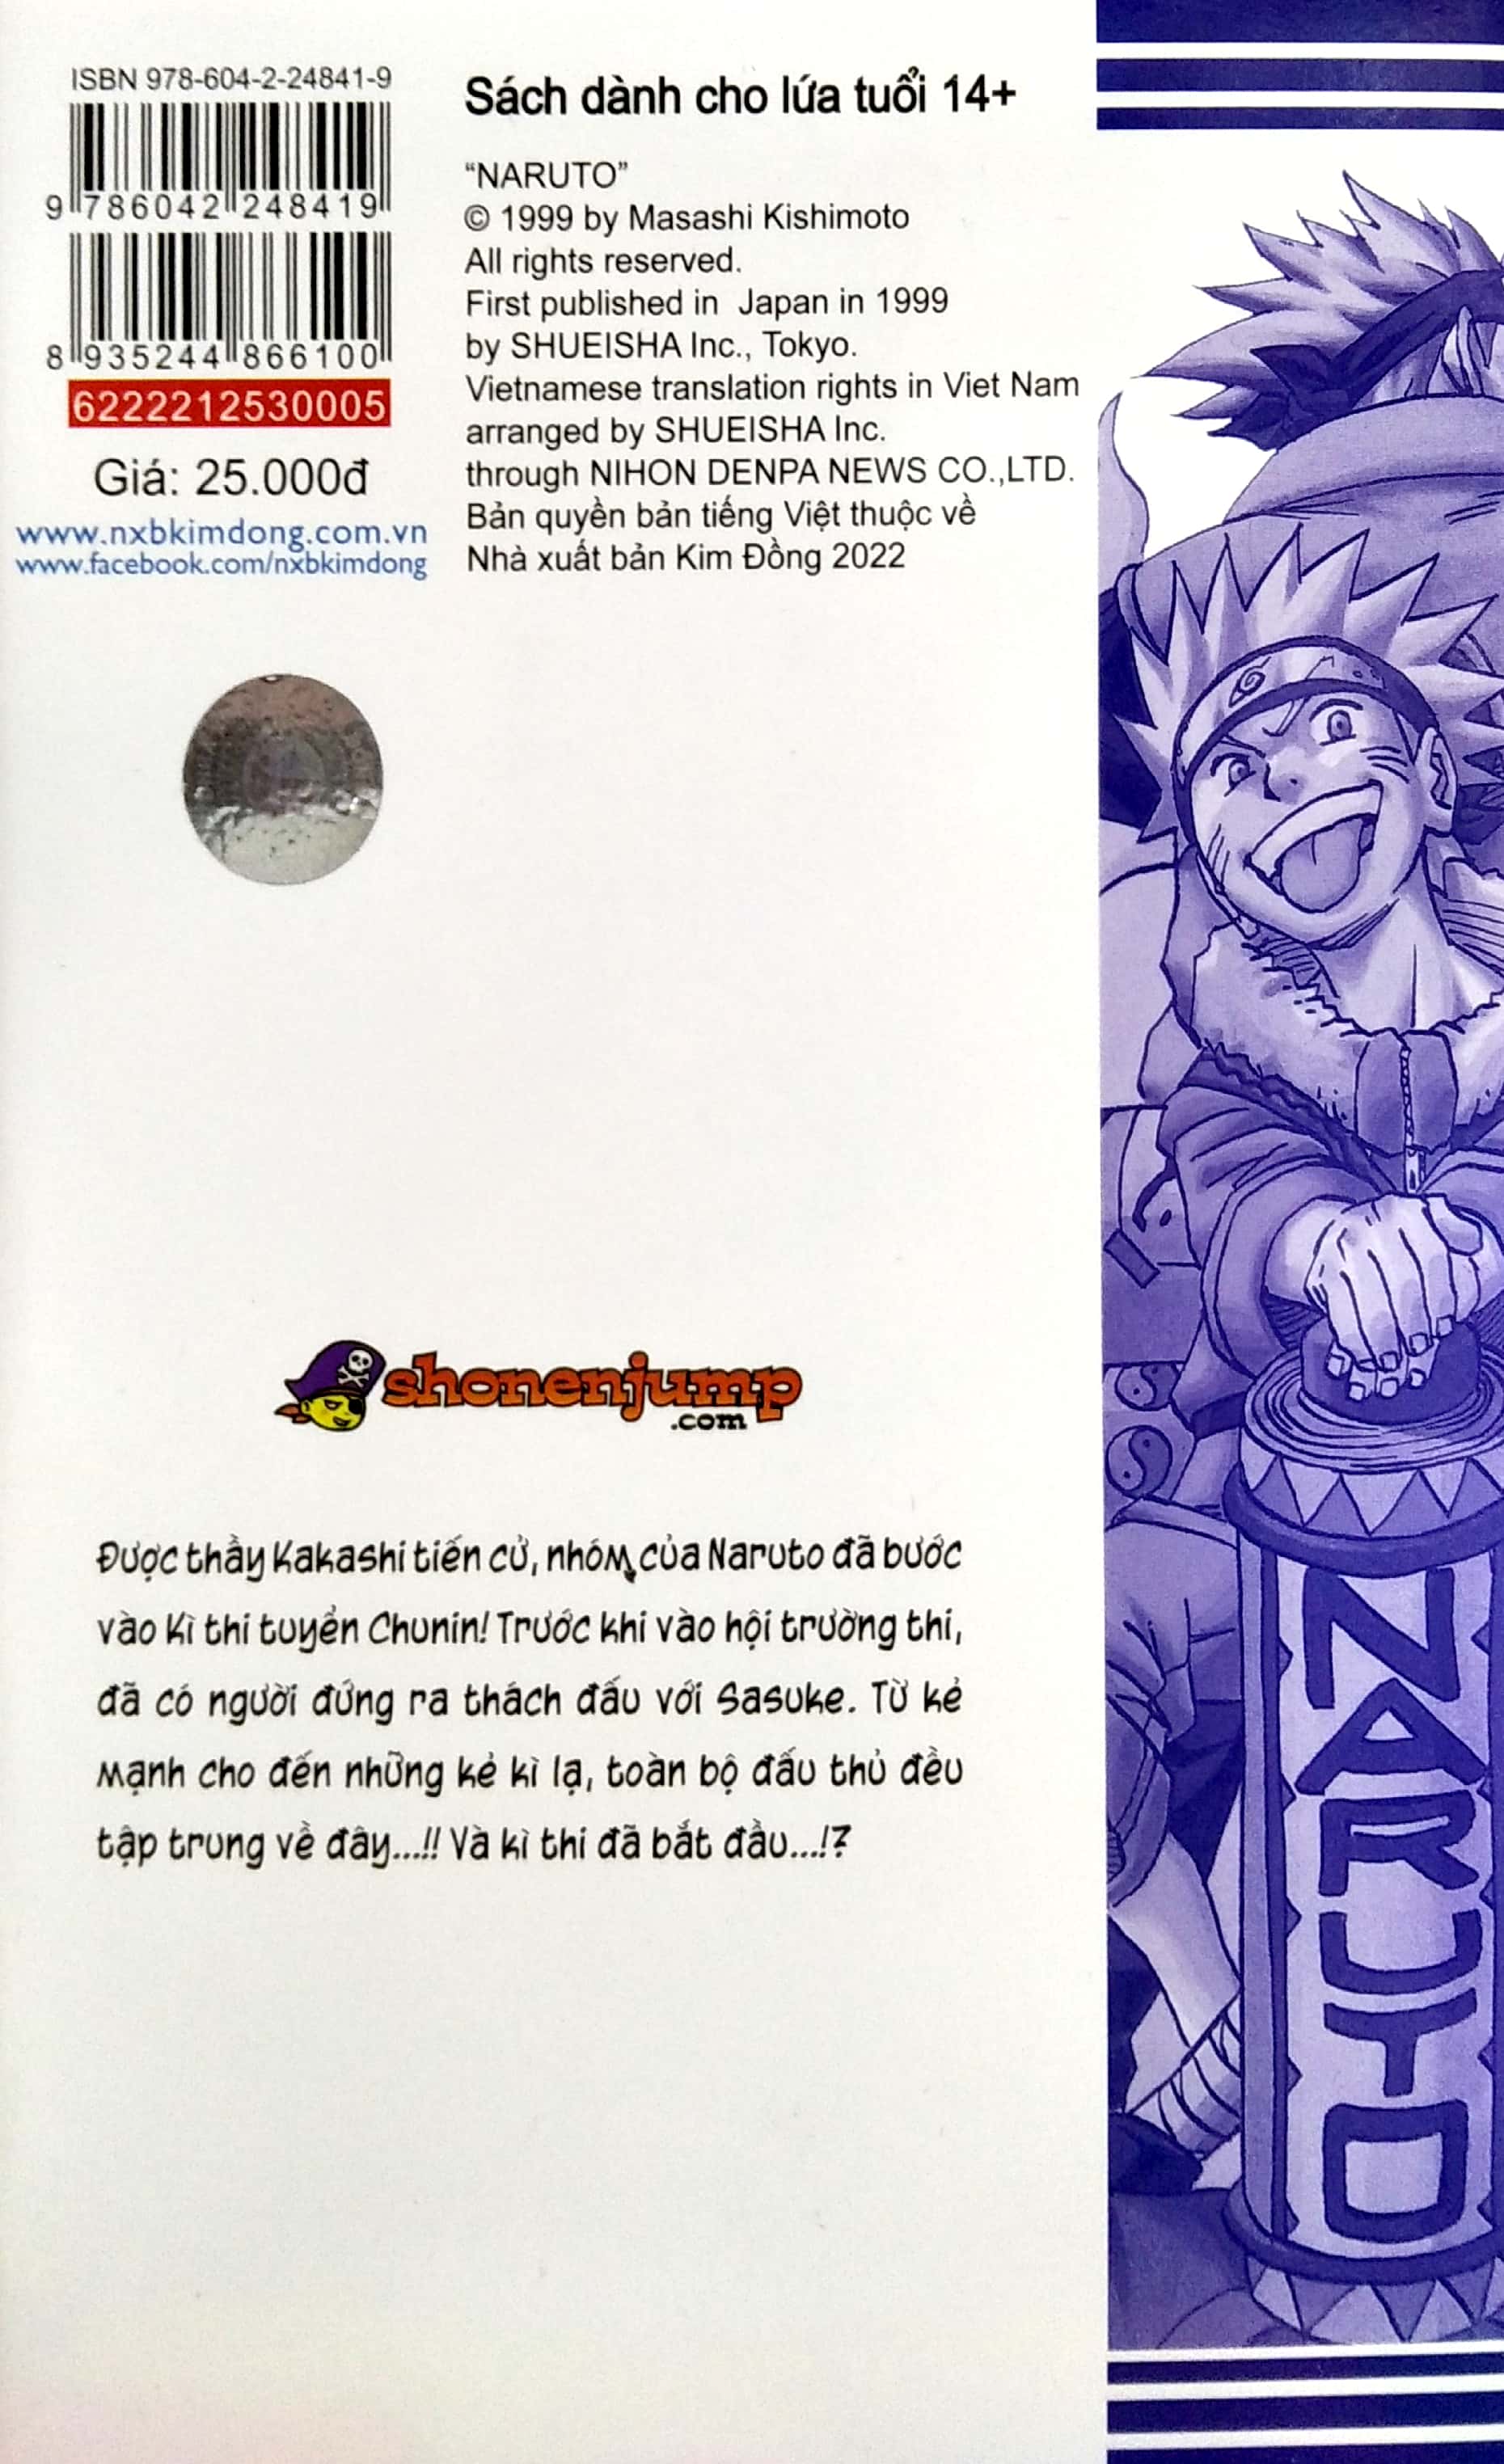 ISBN 978-604-2-24841-9
9 786042 248419
8 935244 866100
6222212530005
Giá: 25.000đ
www.nxbkimdong.com.vn
www.facebook.com/nxbkimdong
Sách dành cho lứa tuổi 14+
“NARUTO”
© 1999 by Masashi Kishimoto
All rights reserved.
First published in Japan in 1999
by SHUEISHA Inc., Tokyo.
Vietnamese translation rights in Viet Nam
arranged by SHUEISHA Inc.
through NIHON DENPA NEWS CO.,LTD.
Bản quyền bản tiếng Việt thuộc về
Nhà xuất bản Kim Đồng 2022
shonenjump
.com
Được thầy Kakashi tiến cử, nhóm của Naruto đã bước
vào kì thi tuyển Chunin! Trước khi vào hội trường thi,
đã có người đứng ra thách đấu với Sasuke. Từ kẻ
mạnh cho đến những kẻ kì lạ, toàn bộ đấu thủ đều
tập trung về đây...!! Và kì thi đã bắt đầu...!?
NARUTO